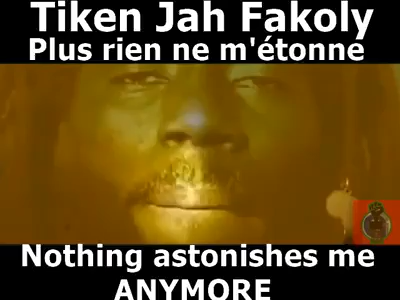 Tiken Jah Fakoly
Plus rien ne m'étonne
Nothing astonishes me
ANYMORE